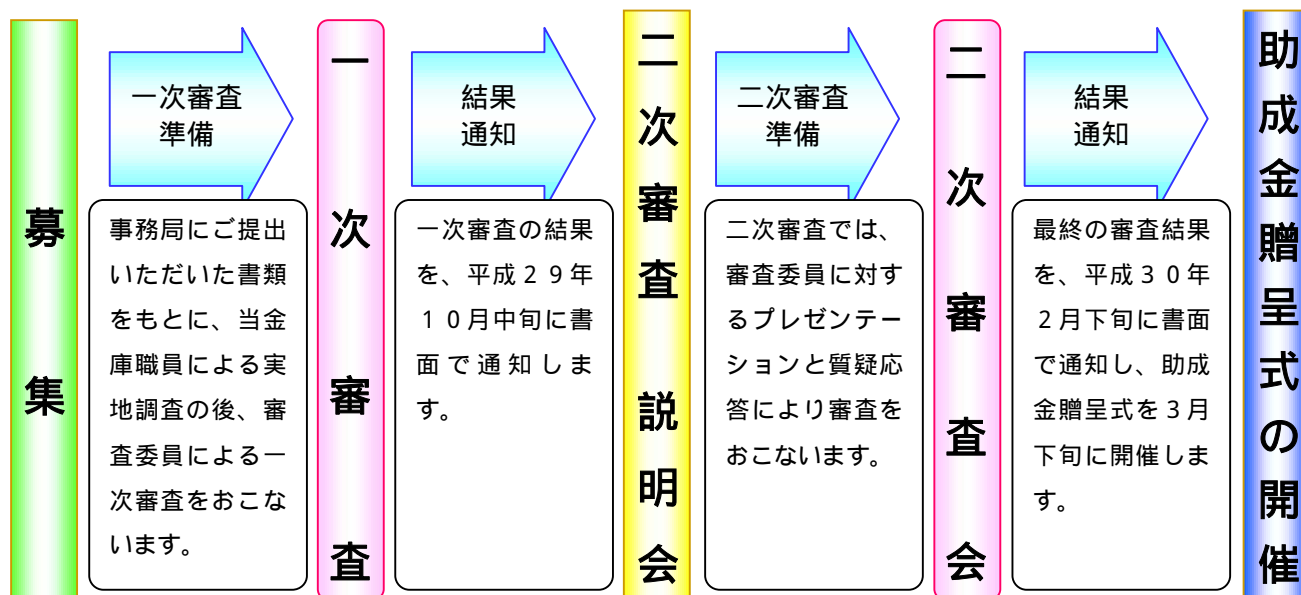 募集
一次審査
準備
事務局にご提出
いただいた書類
をもとに、当金
庫職員による実
地調査の後、審
査委員による一
次審査をおこな
います。
一次審査
結果
通知
一次審査の結果
を、平成２９年
１０月中旬に書
面で通知しま
す。
二次審査 説明会
二次審査
準備
二次審査では、
審査委員に対す
るプレゼンテー
ションと質疑応
答により審査を
おこないます。
二次審査会
結果
通知
最終の審査結果
を、平成３０年
２月下旬に書面
で通知し、助成
金贈呈式を３月
下旬に開催しま
す。
助成金贈呈式の開催